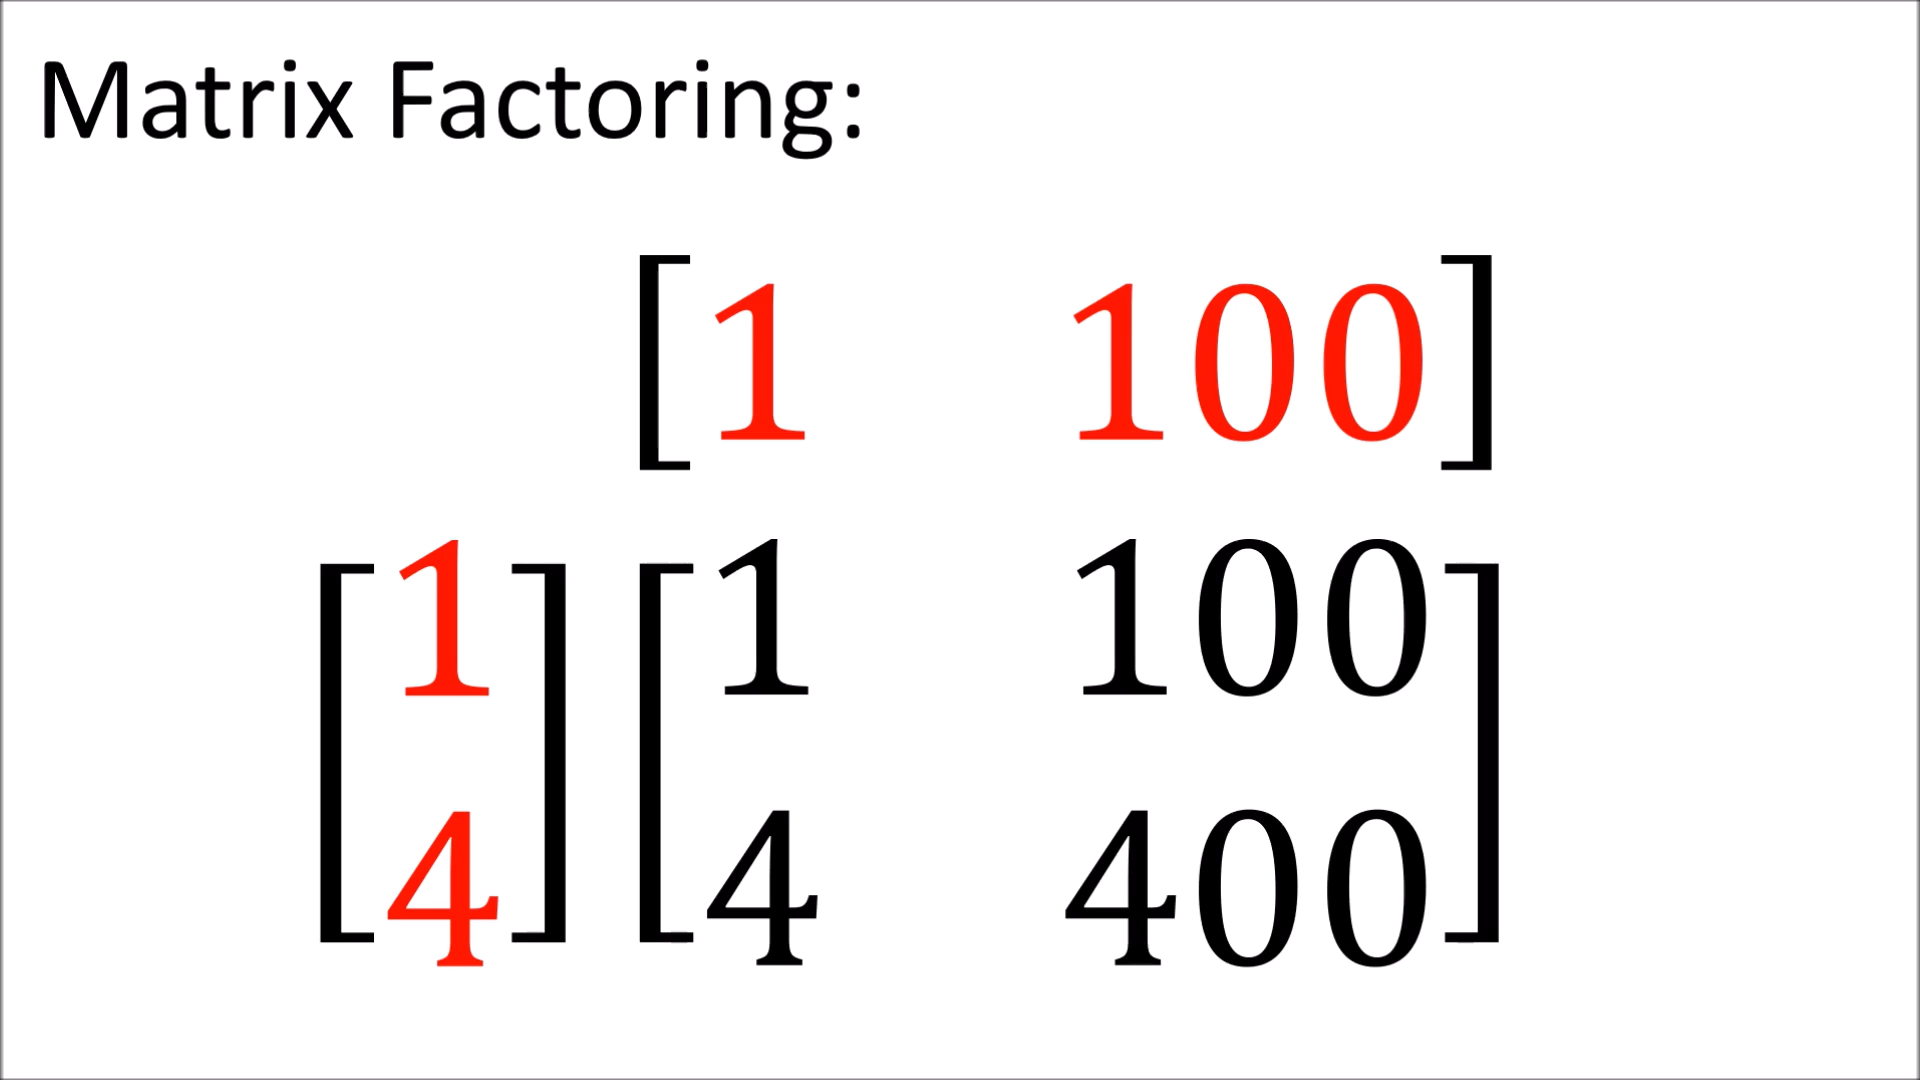 Matrix Factoring:
[1 100]
[1] [1 100]
[4] [4 400]